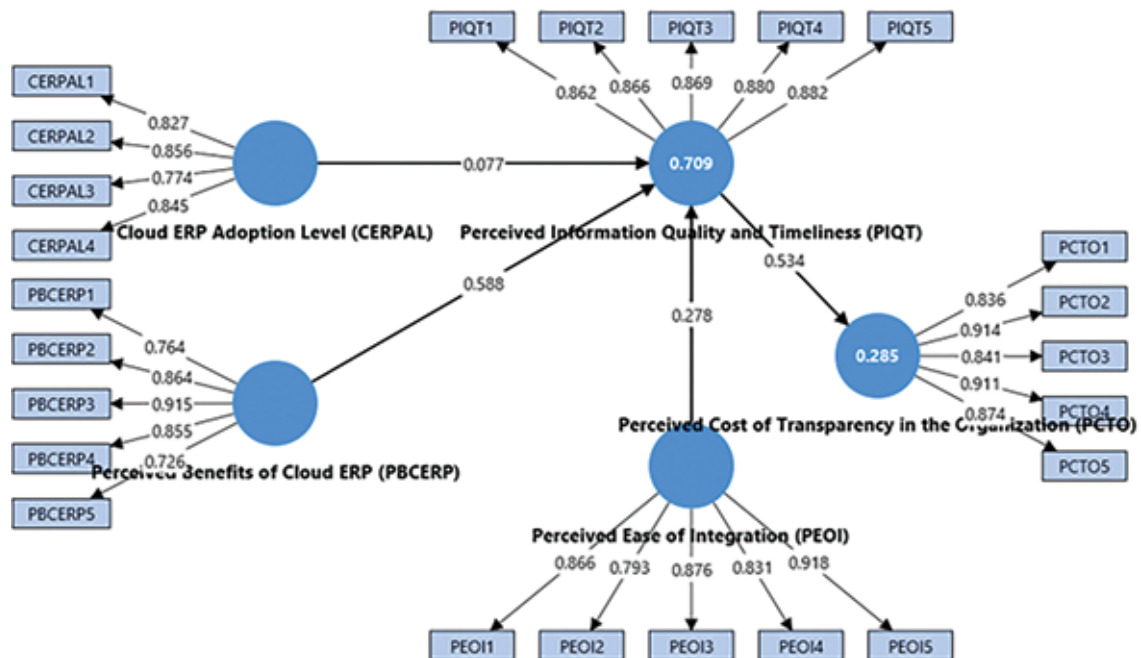 PIQT1 PIQT2 PIQT3 PIQT4 PIQT5
0.862 0.866 0.869 0.880 0.882
CERPAL1
CERPAL2
CERPAL3
CERPAL4
0.827
0.856
0.774
0.845
Cloud ERP Adoption Level (CERPAL)
0.077
0.709
Perceived Information Quality and Timeliness (PIQT)
0.588
0.278
0.534
PBCERP1
PBCERP2
PBCERP3
PBCERP4
PBCERP5
0.764
0.864
0.915
0.855
0.726
Perceived Benefits of Cloud ERP (PBCERP)
0.285
PCTO1
PCTO2
PCTO3
PCTO4
PCTO5
0.836
0.914
0.841
0.911
0.874
Perceived Cost of Transparency in the Organization (PCTO)
Perceived Ease of Integration (PEOI)
0.866 0.793 0.876 0.831 0.918
PEOI1 PEOI2 PEOI3 PEOI4 PEOI5